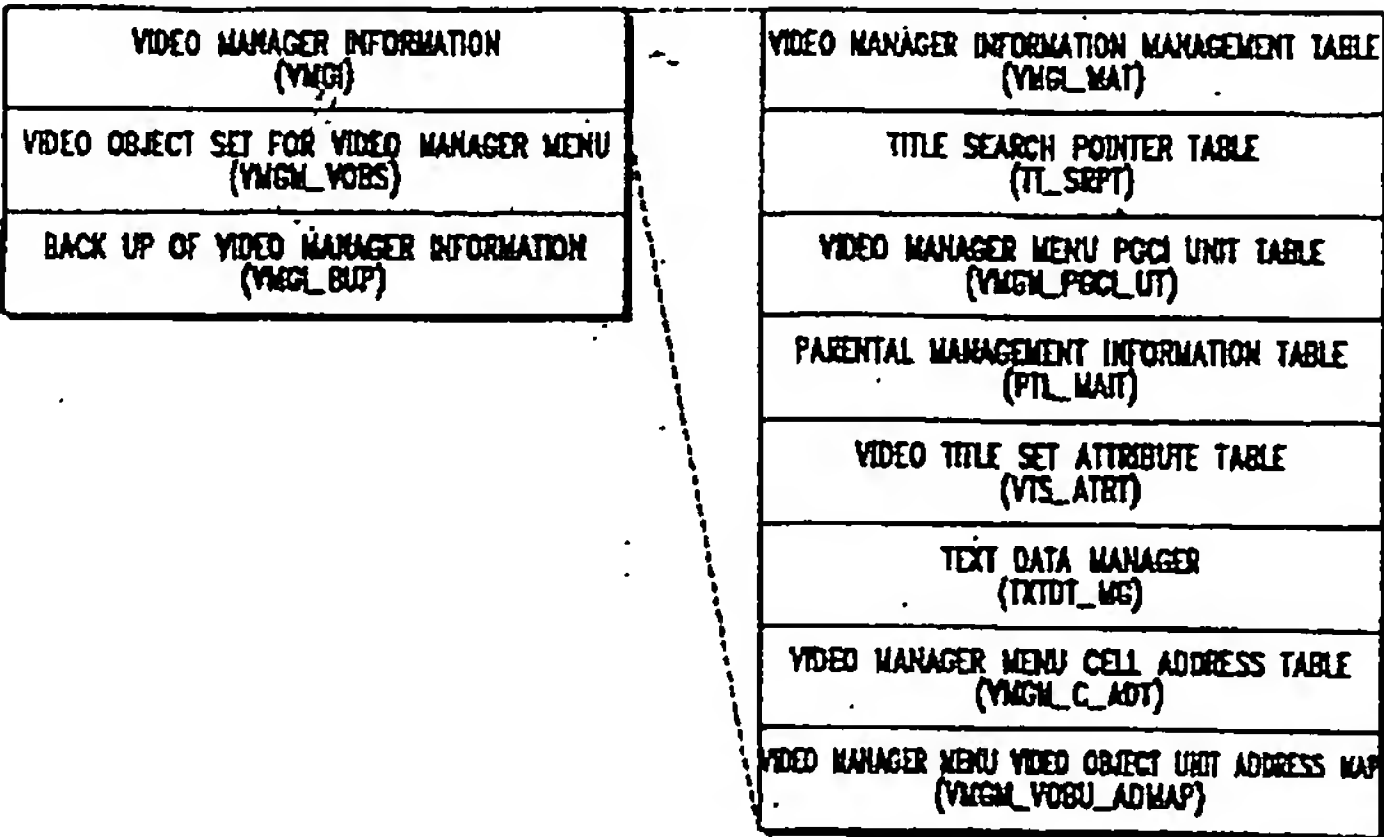 VIDEO MANAGER INFORMATION
(VMGI)
VIDEO OBJECT SET FOR VIDEO MANAGER MENU
(VMGM_VOBS)
BACK UP OF VIDEO MANAGER INFORMATION
(VMGI_BUP)
VIDEO MANAGER INFORMATION MANAGEMENT TABLE
(VMGI_MAT)
TITLE SEARCH POINTER TABLE
(TT_SRPT)
VIDEO MANAGER MENU PGCI UNIT TABLE
(VMGM_PGCI_UT)
PARENTAL MANAGEMENT INFORMATION TABLE
(PTL_MAIT)
VIDEO TITLE SET ATTRIBUTE TABLE
(VTS_ATRT)
TEXT DATA MANAGER
(TXTDT_MG)
VIDEO MANAGER MENU CELL ADDRESS TABLE
(VMGM_C_ADT)
VIDEO MANAGER MENU VIDEO OBJECT UNIT ADDRESS MAP
(VMGM_VOBU_ADMAP)